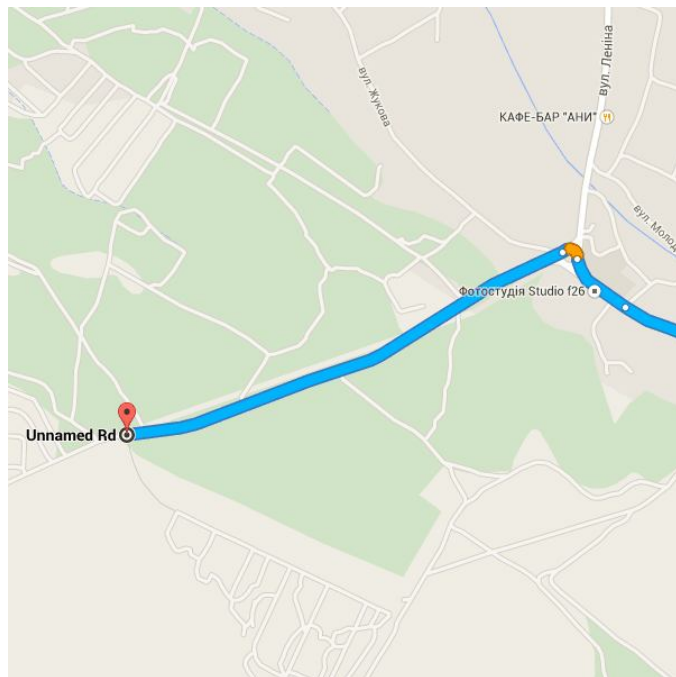 вул. Леніна
вул. Жукова
КАФЕ-БАР "АНИ"
вул. Молод
Фотостудія Studio f26
Unnamed Rd